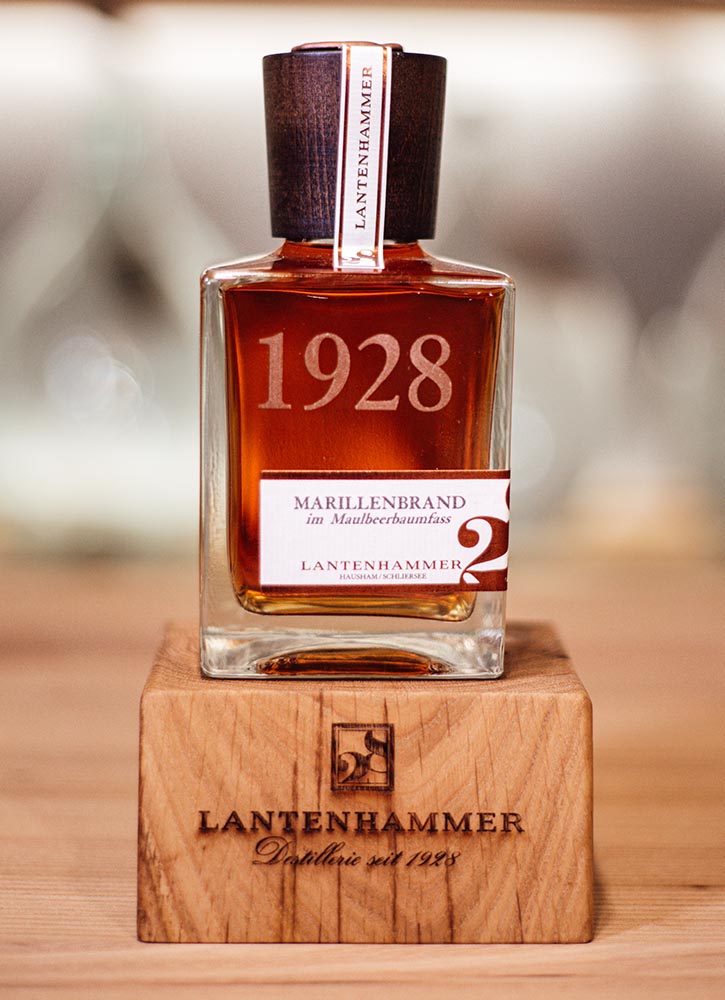 LANTENHAMMER
1928
MARILLENBRAND
im Maulbeerbaumfass
LANTENHAMMER
HAUSHAM/SCHLIERSEE
28
LANTENHAMMER
Destillerie seit 1928